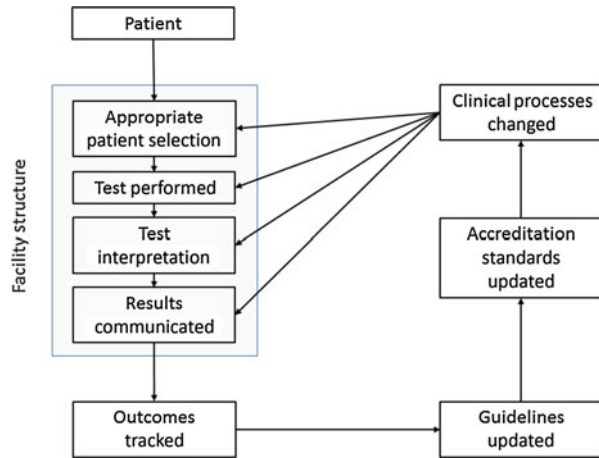 Patient
Facility structure
Appropriate
patient selection
Test performed
Test
interpretation
Results
communicated
Outcomes
tracked
Clinical processes
changed
Accreditation
standards
updated
Guidelines
updated